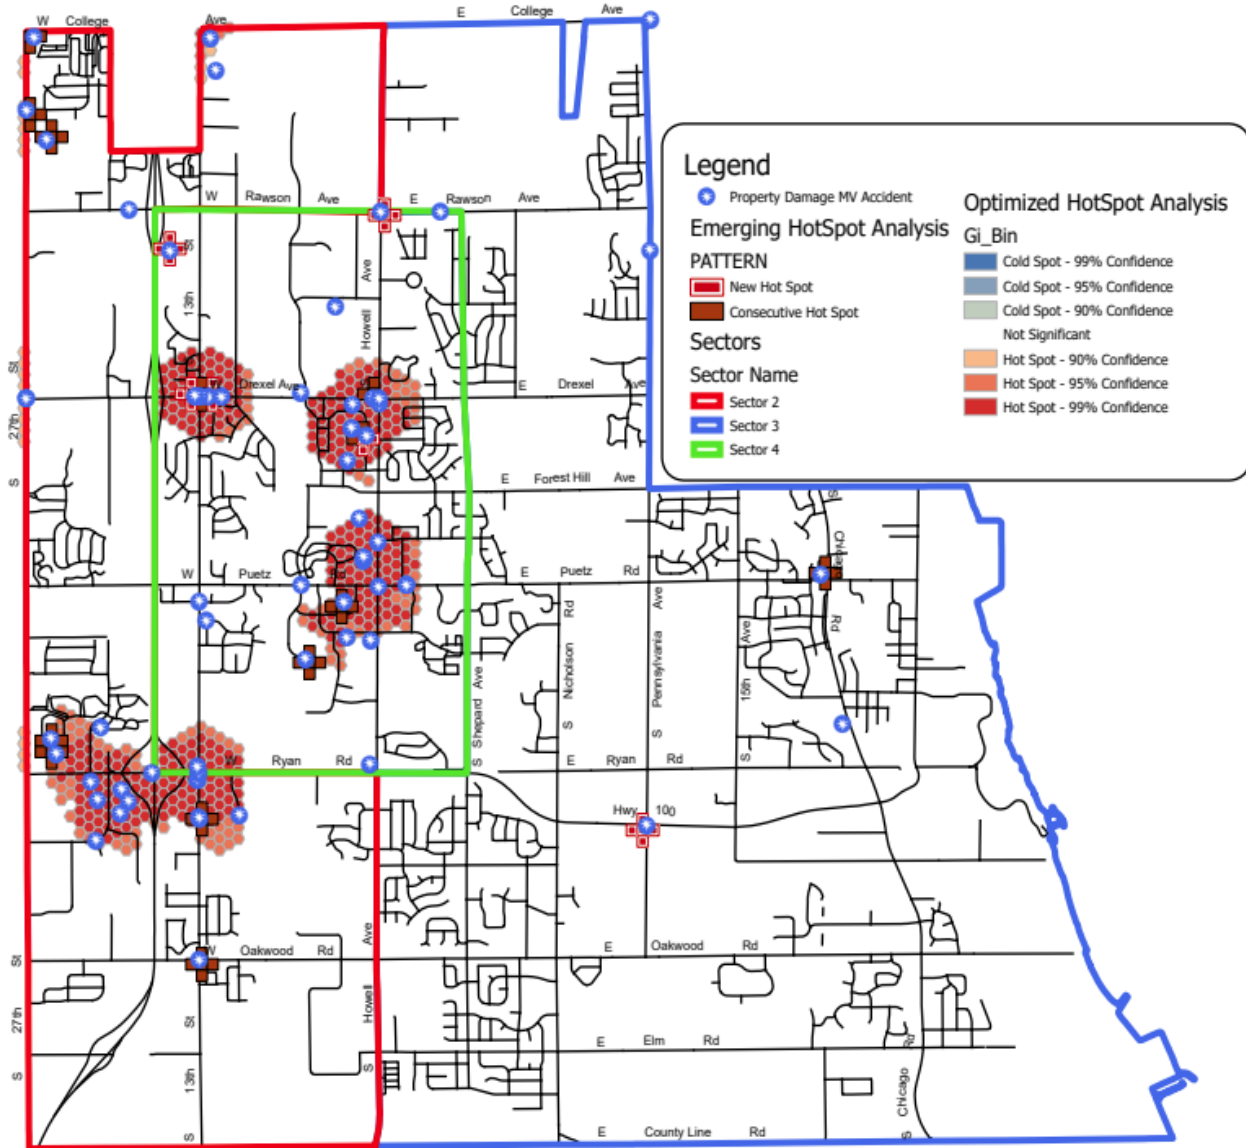 W College Ave
E College Ave
W Rawson Ave E Rawson Ave
13th St
Howell Ave
S 27th St
W Drexel Ave
E Drexel Ave
E Forest Hill Ave
W Puetz Rd
E Puetz Rd
S Chicago Rd
S Shepard Ave
S Nicholson Rd
S Pennsylvania Ave
S 15th Ave
W Ryan Rd
E Ryan Rd
Hwy 100
W Oakwood Rd
E Oakwood Rd
S 27th St
S 13th St
S Howell Ave
E Elm Rd
S Chicago Rd
E County Line Rd
Legend
Property Damage MV Accident
Emerging HotSpot Analysis
PATTERN
New Hot Spot
Consecutive Hot Spot
Sectors
Sector Name
Sector 2
Sector 3
Sector 4
Optimized HotSpot Analysis
Gi_Bin
Cold Spot - 99% Confidence
Cold Spot - 95% Confidence
Cold Spot - 90% Confidence
Not Significant
Hot Spot - 90% Confidence
Hot Spot - 95% Confidence
Hot Spot - 99% Confidence